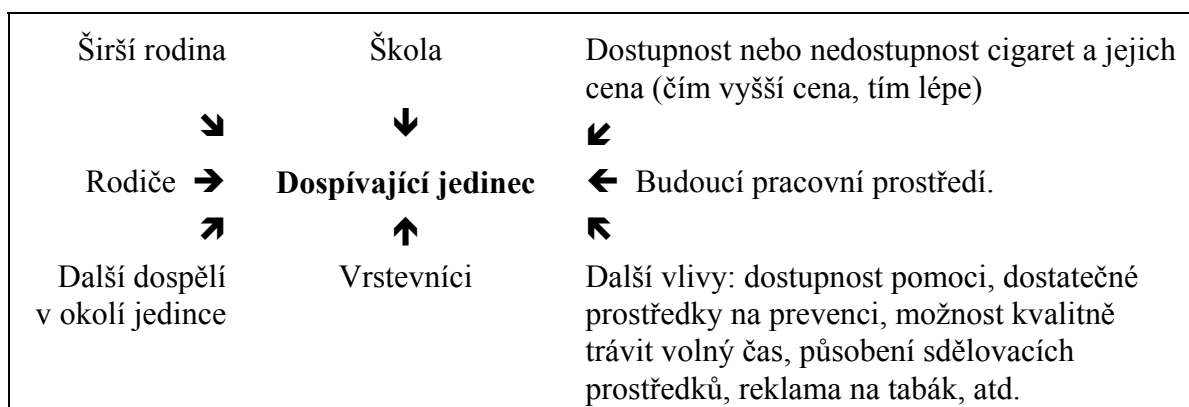 Širší rodina
Škola
Dostupnost nebo nedostupnost cigaret a jejich
cena (čím vyšší cena, tím lépe)
Rodiče ➔ Dospívající jedinec 🡸 Budoucí pracovní prostředí.
Další dospělí
v okolí jedince
Vrstevníci
Další vlivy: dostupnost pomoci, dostatečné
prostředky na prevenci, možnost kvalitně
trávit volný čas, působení sdělovacích
prostředků, reklama na tabák, atd.